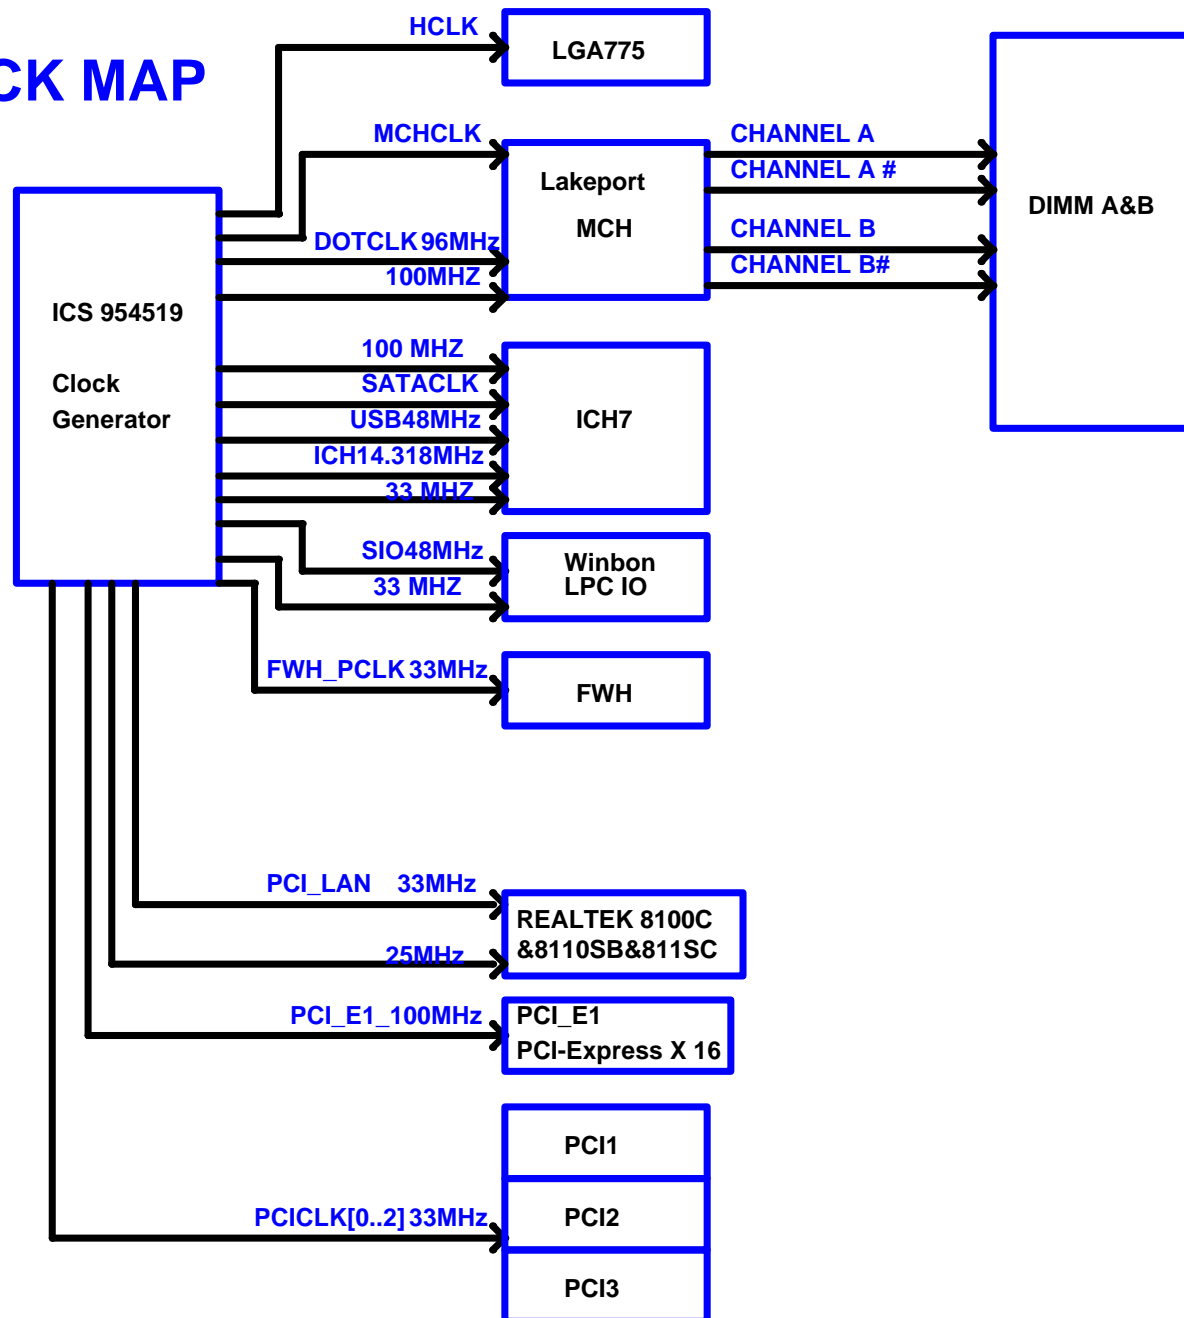 HCLK
LGA775
CK MAP
MCHCLK
CHANNEL A
CHANNEL A #
Lakeport
MCH
DIMM A&B
CHANNEL B
DOTCLK 96MHz
CHANNEL B#
100MHZ
ICS 954519
Clock
Generator
100 MHZ
SATACLK
USB48MHz
ICH7
ICH14.318MHz
33 MHZ
SIO48MHz
Winbon
LPC IO
33 MHZ
FWH_PCLK 33MHz
FWH
PCI_LAN 33MHz
REALTEK 8100C
&8110SB&811SC
25MHz
PCI_E1_100MHz
PCI_E1
PCI-Express X 16
PCI1
PCICLK[0..2] 33MHz
PCI2
PCI3